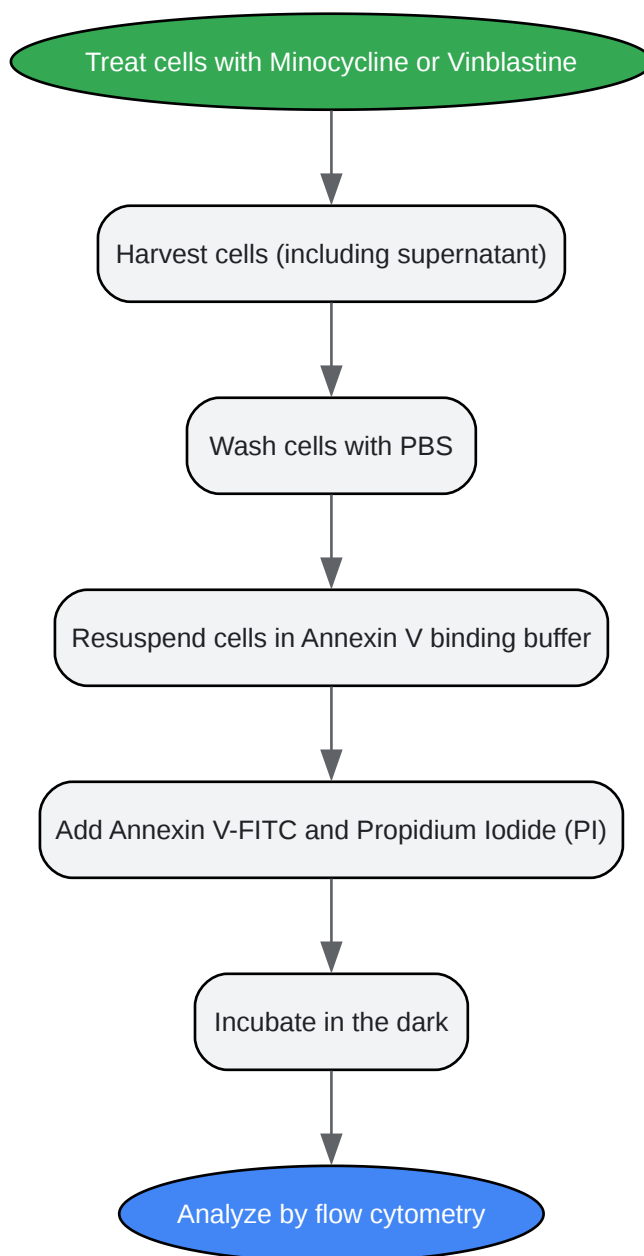 Treat cells with Minocycline or Vinblastine
Harvest cells (including supernatant)
Wash cells with PBS
Resuspend cells in Annexin V binding buffer
Add Annexin V-FITC and Propidium Iodide (PI)
Incubate in the dark
Analyze by flow cytometry